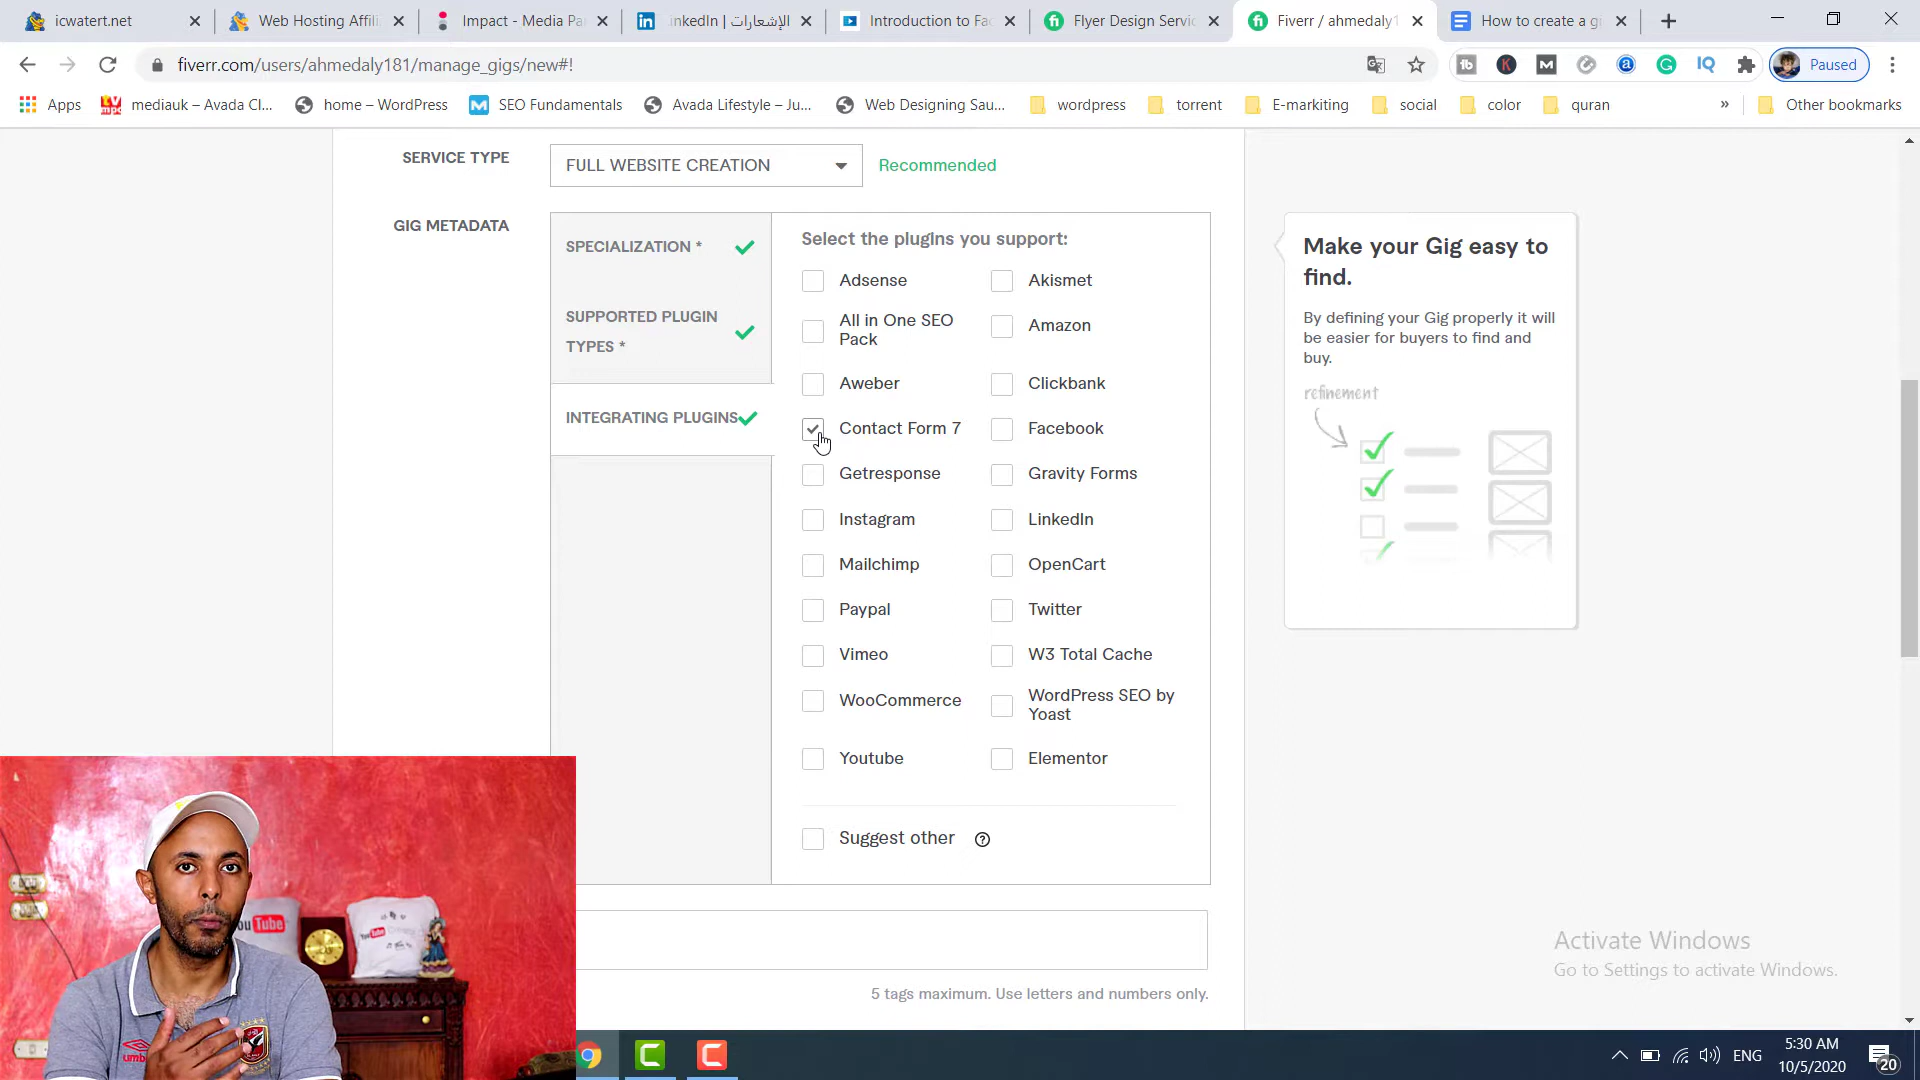 icwatert.net
Web Hosting Affili
Impact - Media Pa
inkedIn | الإشعارات
Introduction to Fac
Flyer Design Servic
Fiverr / ahmedaly1
How to create a gi
fiverr.com/users/ahmedaly181/manage_gigs/new#!
Paused
Apps
mediauk – Avada Cl...
home – WordPress
SEO Fundamentals
Avada Lifestyle – Ju...
Web Designing Sau...
wordpress
torrent
E-markiting
social
color
quran
»
Other bookmarks
SERVICE TYPE
FULL WEBSITE CREATION
Recommended
GIG METADATA
SPECIALIZATION *
SUPPORTED PLUGIN
TYPES *
INTEGRATING PLUGINS
Select the plugins you support:
Adsense
Akismet
All in One SEO
Pack
Amazon
Aweber
Clickbank
Contact Form 7
Facebook
Getresponse
Gravity Forms
Instagram
LinkedIn
Mailchimp
OpenCart
Paypal
Twitter
Vimeo
W3 Total Cache
WooCommerce
WordPress SEO by
Yoast
Youtube
Elementor
Suggest other
5 tags maximum. Use letters and numbers only.
Make your Gig easy to
find.
By defining your Gig properly it will
be easier for buyers to find and
buy.
refinement
Activate Windows
Go to Settings to activate Windows.
ENG
5:30 AM
10/5/2020
20